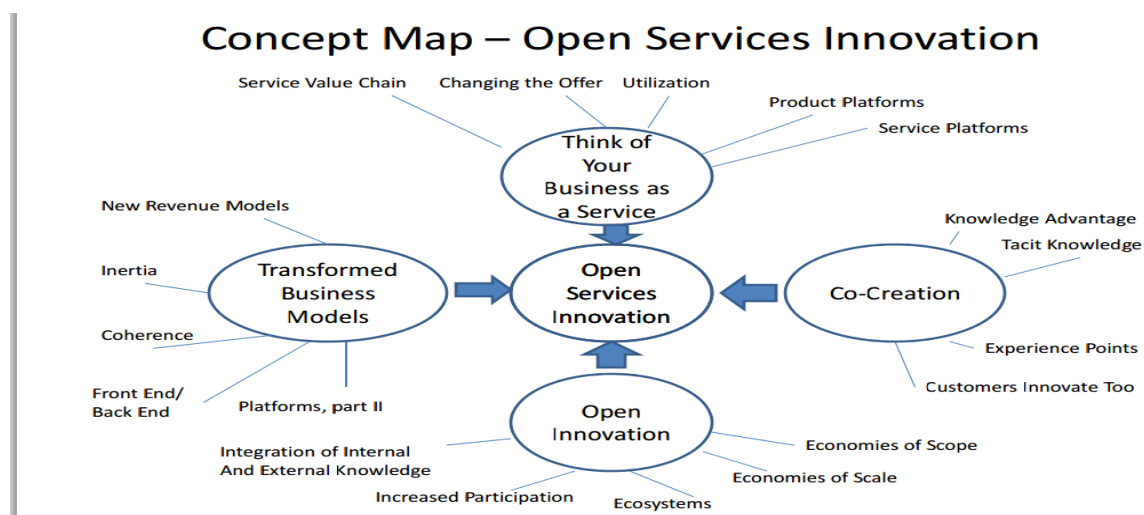 Concept Map – Open Services Innovation
Service Value Chain
Changing the Offer
Utilization
Product Platforms
Service Platforms
Think of
Your
Business as
a Service
New Revenue Models
Inertia
Coherence
Front End/
Back End
Platforms, part II
Transformed
Business
Models
Open
Services
Innovation
Co-Creation
Knowledge Advantage
Tacit Knowledge
Experience Points
Customers Innovate Too
Open
Innovation
Integration of Internal
And External Knowledge
Increased Participation
Ecosystems
Economies of Scale
Economies of Scope